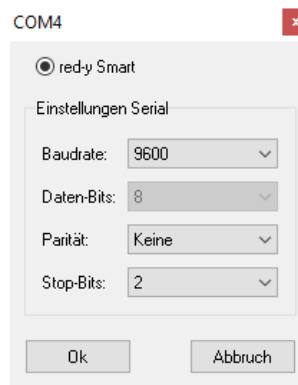 COM4
red-y Smart
Einstellungen Serial
Baudrate: 9600
Daten-Bits: 8
Parität: Keine
Stop-Bits: 2
Ok Abbruch